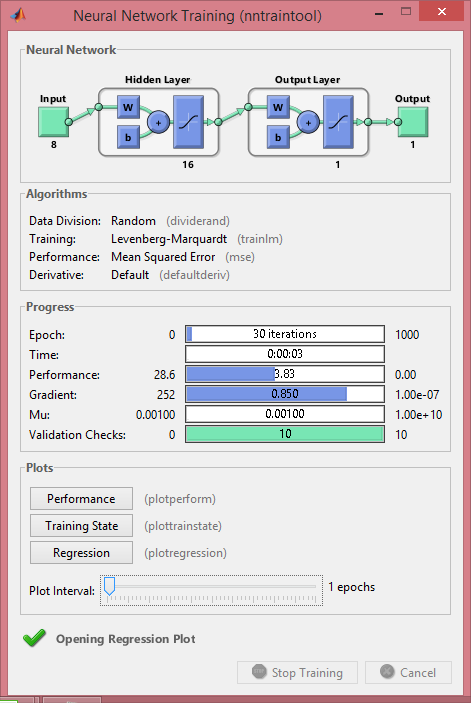 Neural Network Training (nntraintool)
Neural Network
Hidden Layer
Output Layer
Input
Output
W
W
b
+
b
+
8
16
1
1
Algorithms
Data Division: Random (dividerand)
Training: Levenberg-Marquardt (trainlm)
Performance: Mean Squared Error (mse)
Derivative: Default (defaultderiv)
Progress
Epoch: 0 30 iterations 1000
Time: 0:00:03
Performance: 28.6 3.83 0.00
Gradient: 252 0.850 1.00e-07
Mu: 0.00100 0.00100 1.00e+10
Validation Checks: 0 10 10
Plots
Performance (plotperform)
Training State (plottrainstate)
Regression (plotregression)
Plot Interval: 1 epochs
Opening Regression Plot
Stop Training Cancel